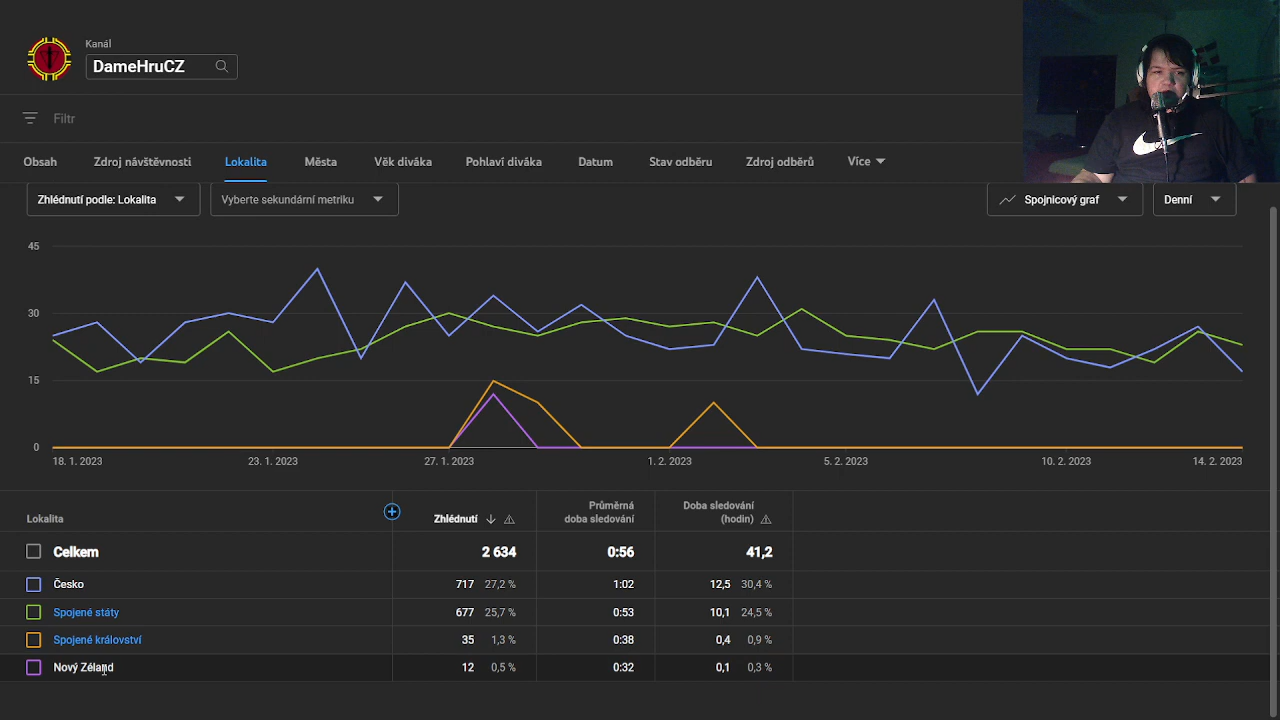 Kanál
DameHruCZ
Filtr
Obsah Zdroj návštěvnosti Lokalita Města Věk diváka Pohlaví diváka Datum Stav odběru Zdroj odběrů Více
Zhlédnutí podle: Lokalita Vyberte sekundární metriku Spojnicový graf Denní
45
30
15
0
18. 1. 2023 23. 1. 2023 27. 1. 2023 1. 2. 2023 5. 2. 2023 10. 2. 2023 14. 2. 2023
Lokalita Zhlédnutí Průměrná doba sledování Doba sledování (hodin)
Celkem 2 634 0:56 41,2
Česko 717 27,2 % 1:02 12,5 30,4 %
Spojené státy 677 25,7 % 0:53 10,1 24,5 %
Spojené království 35 1,3 % 0:38 0,4 0,9 %
Nový Zéland 12 0,5 % 0:32 0,1 0,3 %